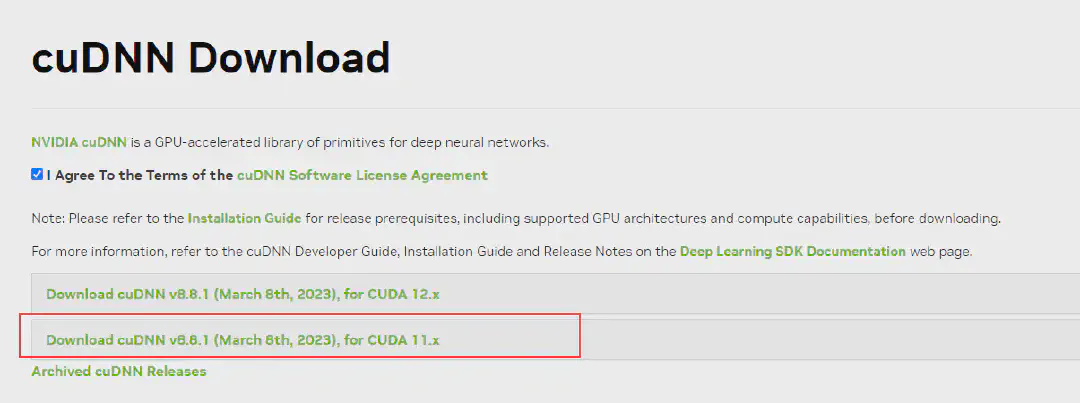 cuDNN Download
NVIDIA cuDNN is a GPU-accelerated library of primitives for deep neural networks.
I Agree To the Terms of the cuDNN Software License Agreement
Note: Please refer to the Installation Guide for release prerequisites, including supported GPU architectures and compute capabilities, before downloading.
For more information, refer to the cuDNN Developer Guide, Installation Guide and Release Notes on the Deep Learning SDK Documentation web page.
Download cuDNN v8.8.1 (March 8th, 2023), for CUDA 12.x
Download cuDNN v8.8.1 (March 8th, 2023), for CUDA 11.x
Archived cuDNN Releases